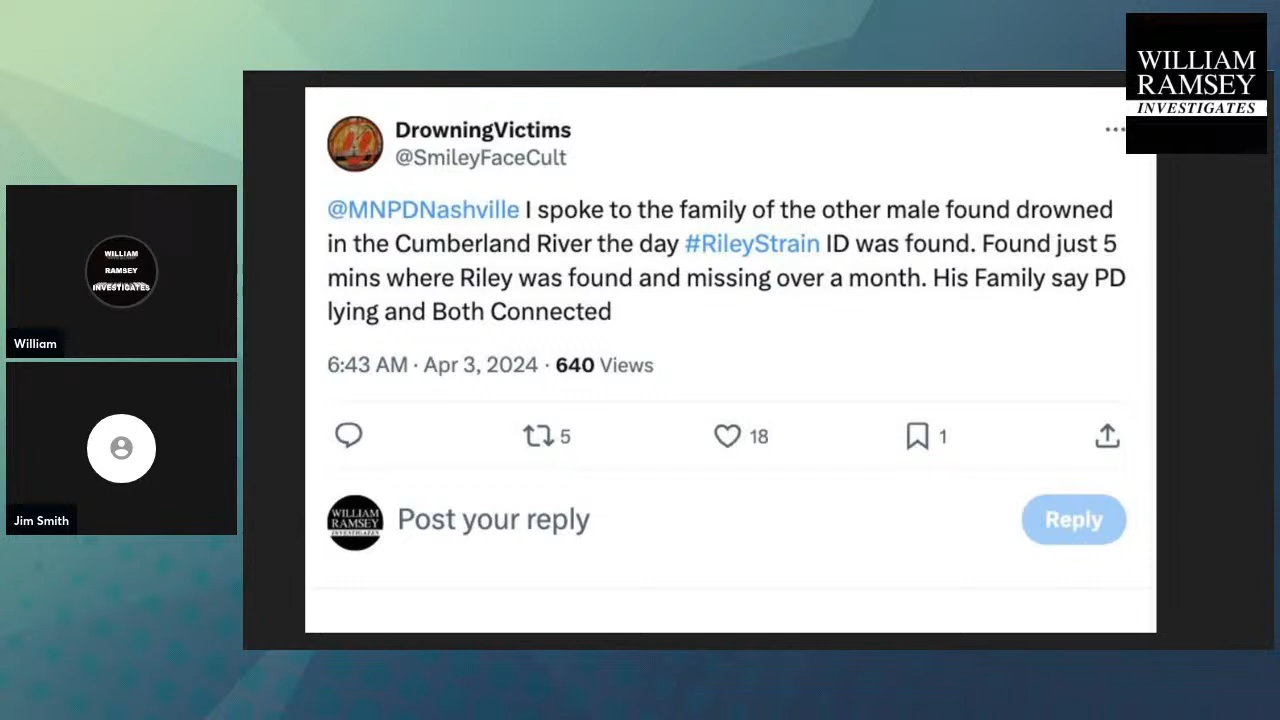 WILLIAM
RAMSEY
INVESTIGATES
DrowningVictims
@SmileyFaceCult
@MNPDNashville I spoke to the family of the other male found drowned
in the Cumberland River the day #RileyStrain ID was found. Found just 5
mins where Riley was found and missing over a month. His Family say PD
lying and Both Connected
6:43 AM · Apr 3, 2024 · 640 Views
5
18
1
WILLIAM
RAMSEY
INVESTIGATES
Post your reply
Reply
WILLIAM
RAMSEY
INVESTIGATES
William
Jim Smith